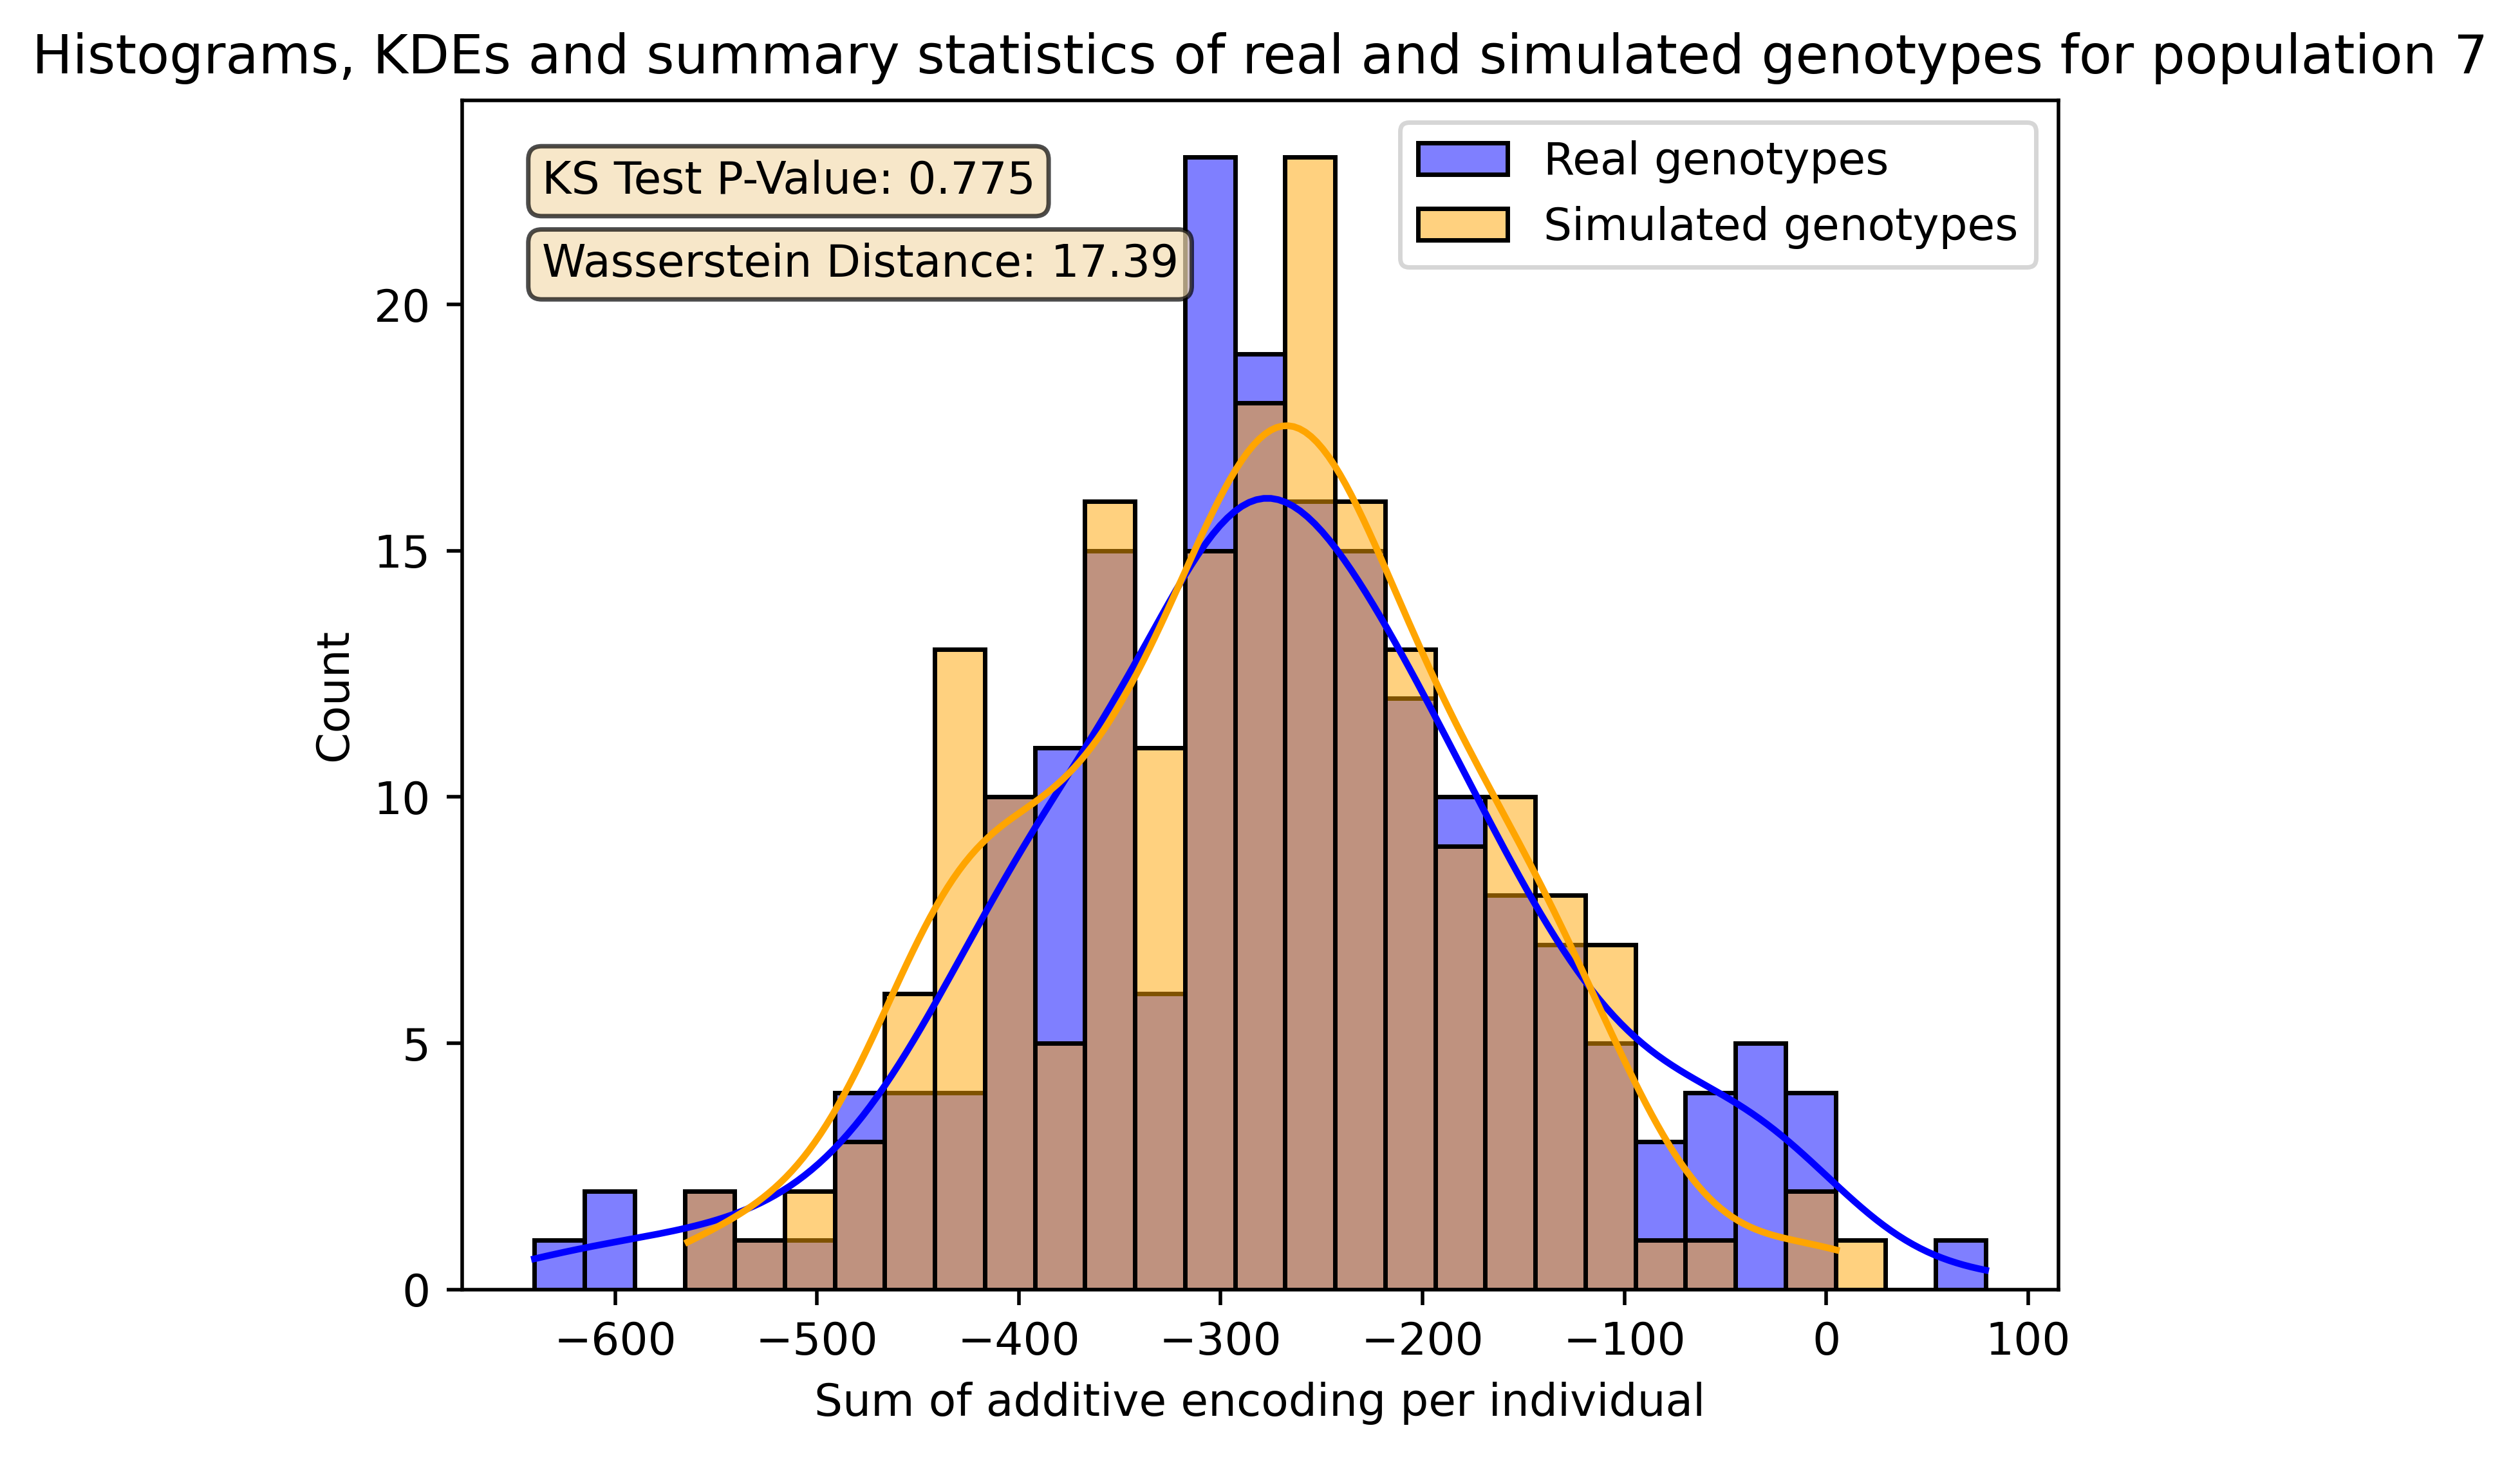 Histograms, KDEs and summary statistics of real and simulated genotypes for population 7
KS Test P-Value: 0.775
Wasserstein Distance: 17.39
Real genotypes
Simulated genotypes
Count
20
15
10
5
0
−600 −500 −400 −300 −200 −100 0 100
Sum of additive encoding per individual